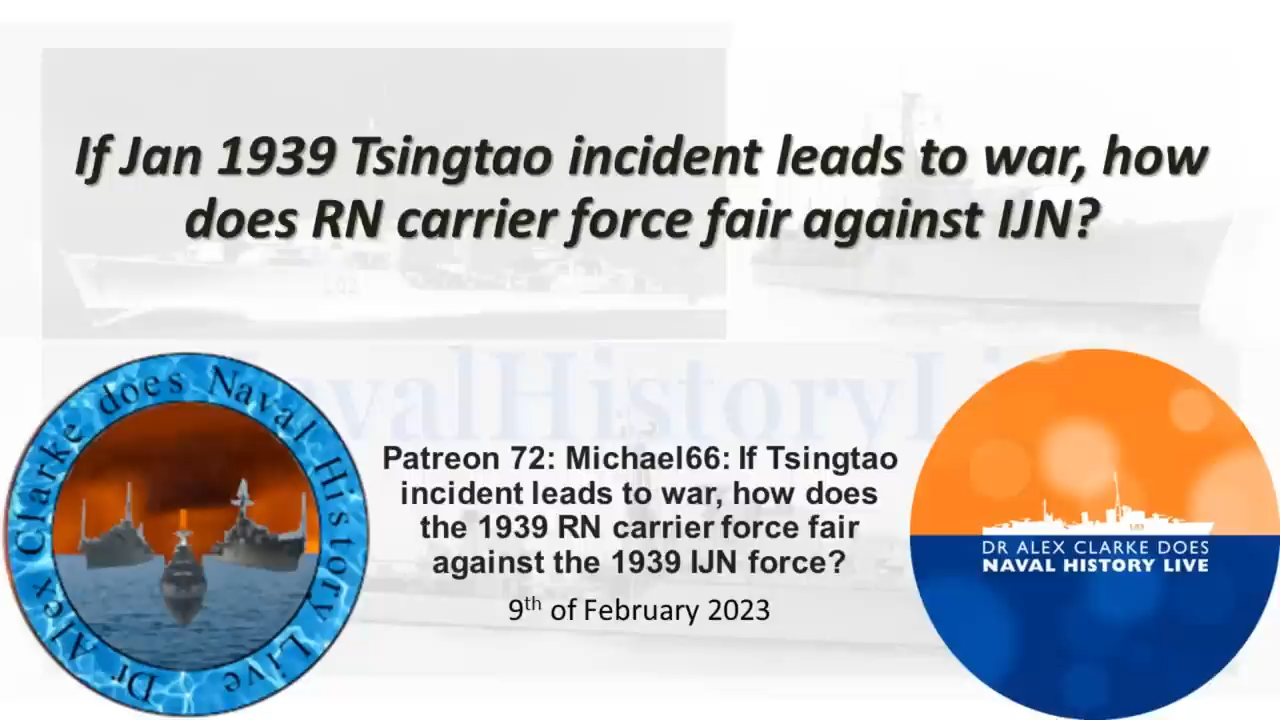 If Jan 1939 Tsingtao incident leads to war, how
does RN carrier force fair against IJN?
Patreon 72: Michael66: If Tsingtao
incident leads to war, how does
the 1939 RN carrier force fair
against the 1939 IJN force?
9th of February 2023
Dr Alex Clarke does Naval History Live
DR ALEX CLARKE DOES
NAVAL HISTORY LIVE